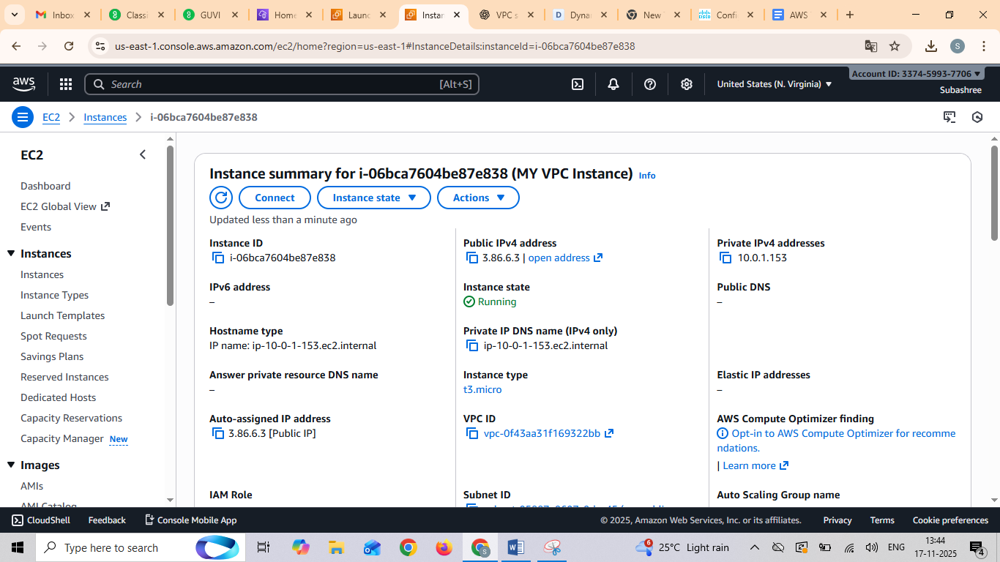 Inbox
Classi
GUVI
Home
Launc
Instan
VPC s
Dyna
New
Confi
AWS
us-east-1.console.aws.amazon.com/ec2/home?region=us-east-1#InstanceDetails:instanceId=i-06bca7604be87e838
S
aws
Search
[Alt+S]
United States (N. Virginia)
Account ID: 3374-5993-7706
Subashree
EC2
Instances
i-06bca7604be87e838
EC2
Dashboard
EC2 Global View
Events
Instances
Instances
Instance Types
Launch Templates
Spot Requests
Savings Plans
Reserved Instances
Dedicated Hosts
Capacity Reservations
Capacity Manager New
Images
AMIs
AMI Catalog
Instance summary for i-06bca7604be87e838 (MY VPC Instance) Info
Connect
Instance state
Actions
Updated less than a minute ago
Instance ID
i-06bca7604be87e838
Public IPv4 address
3.86.6.3 | open address
Private IPv4 addresses
10.0.1.153
IPv6 address
–
Instance state
Running
Public DNS
–
Hostname type
IP name: ip-10-0-1-153.ec2.internal
Private IP DNS name (IPv4 only)
ip-10-0-1-153.ec2.internal
Answer private resource DNS name
–
Instance type
t3.micro
Elastic IP addresses
–
Auto-assigned IP address
3.86.6.3 [Public IP]
VPC ID
vpc-0f43aa31f169322bb
AWS Compute Optimizer finding
Opt-in to AWS Compute Optimizer for recomme
ndations.
| Learn more
IAM Role
Subnet ID
Auto Scaling Group name
CloudShell
Feedback
Console Mobile App
© 2025, Amazon Web Services, Inc. or its affiliates.
Privacy
Terms
Cookie preferences
Type here to search
6
25°C Light rain
ENG
13:44
17-11-2025
4